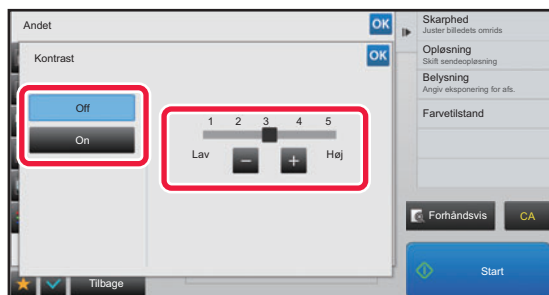 Andet
OK
Kontrast
OK
Off
On
1 2 3 4 5
Lav
−
+
Høj
Tilbage
Skarphed
Juster billedets omrids
Opløsning
Skift sendeopløsning
Belysning
Angiv eksponering for afs.
Farvetilstand
Forhåndsvis
CA
Start